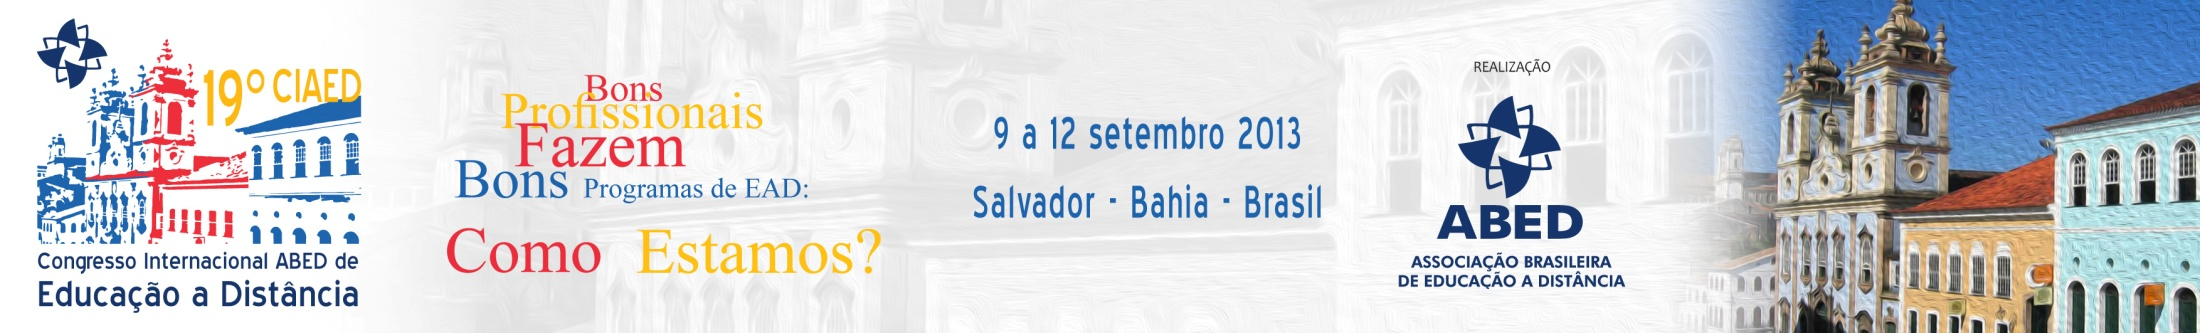 19º CIAED
Congresso Internacional ABED de
Educação a Distância
Bons
Profissionais
Fazem
Bons Programas de EAD:
Como Estamos?
9 a 12 setembro 2013
Salvador - Bahia - Brasil
REALIZAÇÃO
ABED
ASSOCIAÇÃO BRASILEIRA
DE EDUCAÇÃO A DISTÂNCIA